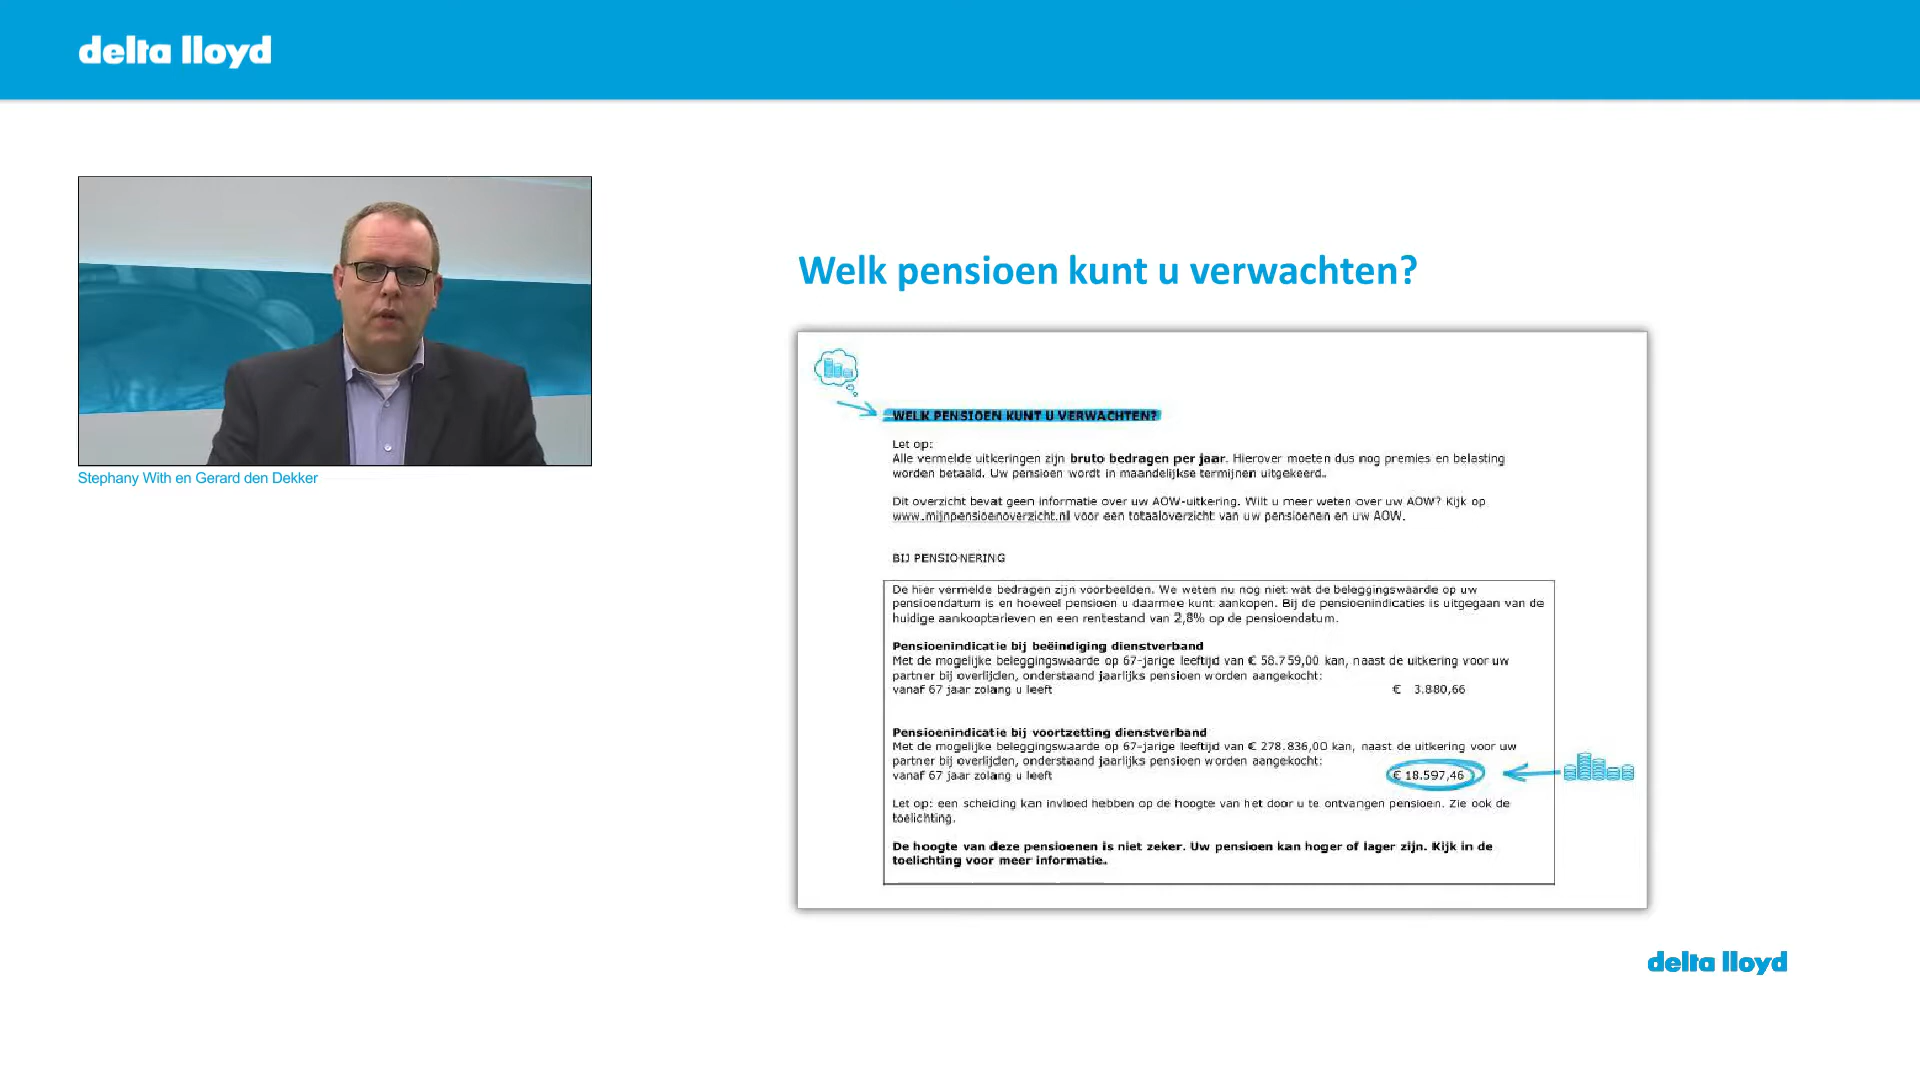 delta lloyd
Stephany With en Gerard den Dekker
Welk pensioen kunt u verwachten?
WELK PENSIOEN KUNT U VERWACHTEN?
Let op:
Alle vermelde uitkeringen zijn bruto bedragen per jaar. Hierover moeten dus nog premies en belasting
worden betaald. Uw pensioen wordt in maandelijkse termijnen uitgekeerd.
Dit overzicht bevat geen informatie over uw AOW-uitkering. Wilt u meer weten over uw AOW? Kijk op
www.mijnpensioenoverzicht.nl voor een totaaloverzicht van uw pensioenen en uw AOW.
BIJ PENSIONERING
De hier vermelde bedragen zijn voorbeelden. We weten nu nog niet wat de beleggingswaarde op uw
pensioendatum is en hoeveel pensioen u daarmee kunt aankopen. Bij de pensioenindicaties is uitgegaan van de
huidige aankooptarieven en een rentestand van 2,8% op de pensioendatum.
Pensioenindicatie bij beëindiging dienstverband
Met de mogelijke beleggingswaarde op 67-jarige leeftijd van € 58.759,00 kan, naast de uitkering voor uw
partner bij overlijden, onderstaand jaarlijks pensioen worden aangekocht:
vanaf 67 jaar zolang u leeft € 3.880,66
Pensioenindicatie bij voortzetting dienstverband
Met de mogelijke beleggingswaarde op 67-jarige leeftijd van € 278.836,00 kan, naast de uitkering voor uw
partner bij overlijden, onderstaand jaarlijks pensioen worden aangekocht:
vanaf 67 jaar zolang u leeft € 18.597,46
Let op: een scheiding kan invloed hebben op de hoogte van het door u te ontvangen pensioen. Zie ook de
toelichting.
De hoogte van deze pensioenen is niet zeker. Uw pensioen kan hoger of lager zijn. Kijk in de
toelichting voor meer informatie.
delta lloyd